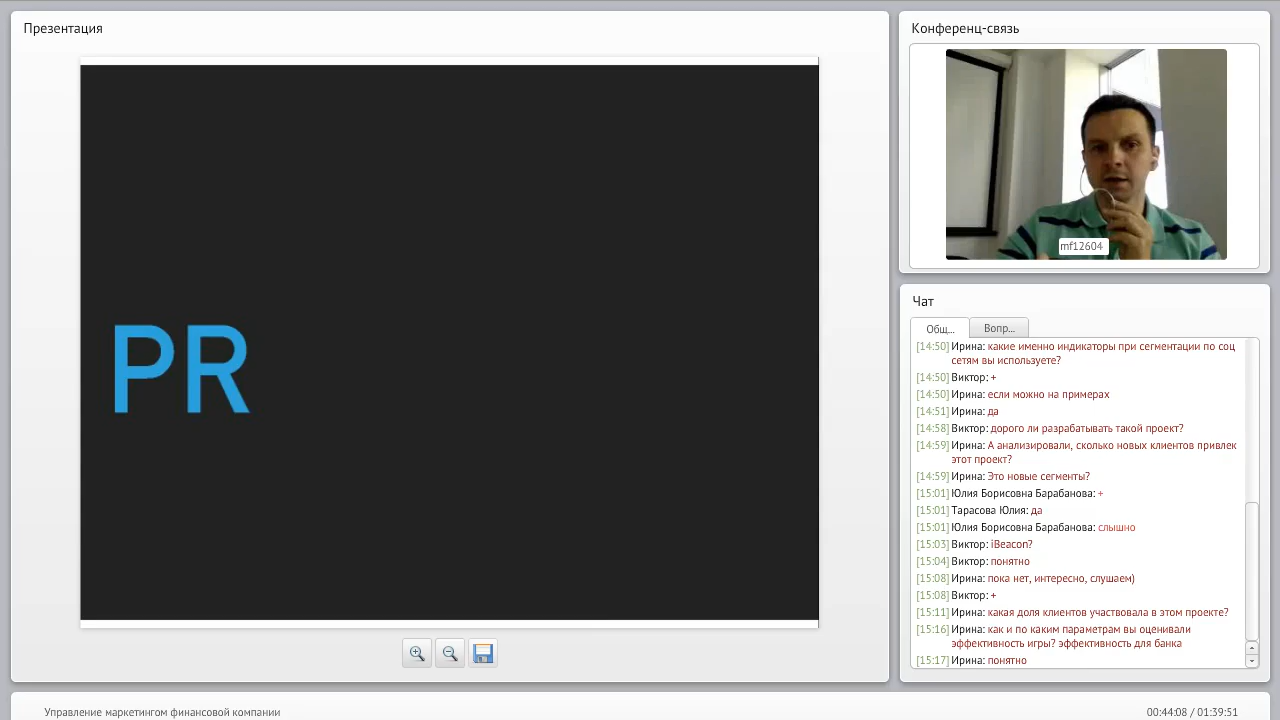 Презентация
PR
Конференц-связь
mf12604
Чат
Общ...
Вопр...
[14:50] Ирина: какие именно индикаторы при сегментации по соц
сетям вы используете?
[14:50] Виктор: +
[14:50] Ирина: если можно на примерах
[14:51] Ирина: да
[14:58] Виктор: дорого ли разрабатывать такой проект?
[14:59] Ирина: А анализировали, сколько новых клиентов привлек
этот проект?
[14:59] Ирина: Это новые сегменты?
[15:01] Юлия Борисовна Барабанова: +
[15:01] Тарасова Юлия: да
[15:01] Юлия Борисовна Барабанова: слышно
[15:03] Виктор: iBeacon?
[15:04] Виктор: понятно
[15:08] Ирина: пока нет, интересно, слушаем)
[15:08] Виктор: +
[15:11] Ирина: какая доля клиентов участвовала в этом проекте?
[15:16] Ирина: как и по каким параметрам вы оценивали
эффективность игры? эффективность для банка
[15:17] Ирина: понятно
Управление маркетингом финансовой компании
00:44:08 / 01:39:51